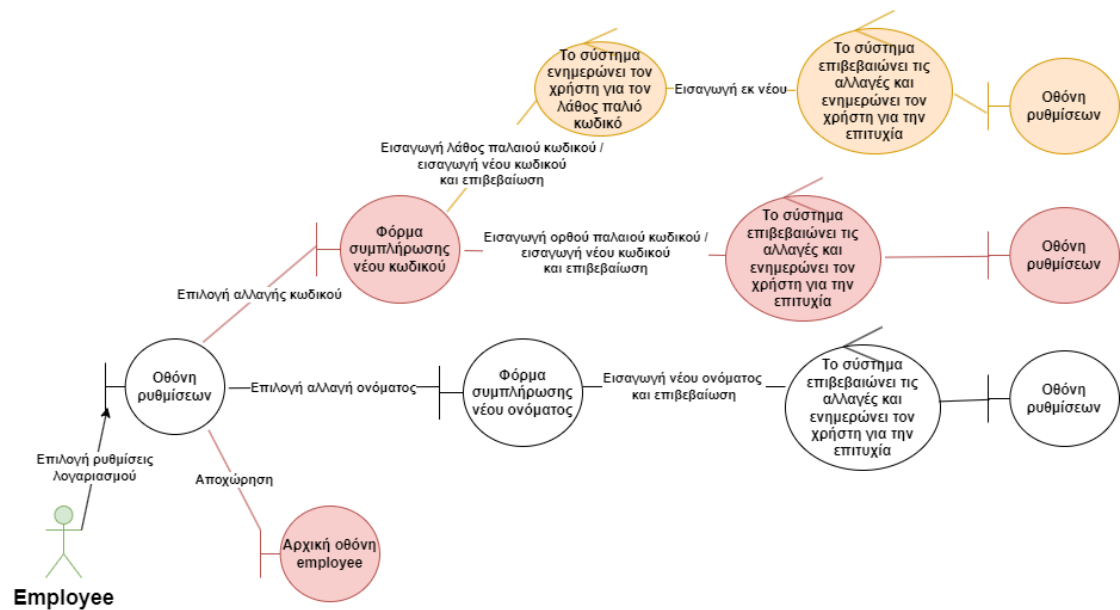 Το σύστημα
ενημερώνει τον
χρήστη για τον
λάθος παλιό
κωδικό
Εισαγωγή εκ νέου
Το σύστημα
επιβεβαιώνει τις
αλλαγές και
ενημερώνει τον
χρήστη για την
επιτυχία
Οθόνη
ρυθμίσεων
Εισαγωγή λάθος παλαιού κωδικού /
εισαγωγή νέου κωδικού
και επιβεβαίωση
Φόρμα
συμπλήρωσης
νέου κωδικού
Εισαγωγή ορθού παλαιού κωδικού /
εισαγωγή νέου κωδικού
και επιβεβαίωση
Το σύστημα
επιβεβαιώνει τις
αλλαγές και
ενημερώνει τον
χρήστη για την
επιτυχία
Οθόνη
ρυθμίσεων
Επιλογή αλλαγής κωδικού
Οθόνη
ρυθμίσεων
Επιλογή αλλαγή ονόματος
Φόρμα
συμπλήρωσης
νέου ονόματος
Εισαγωγή νέου ονόματος
και επιβεβαίωση
Το σύστημα
επιβεβαιώνει τις
αλλαγές και
ενημερώνει τον
χρήστη για την
επιτυχία
Οθόνη
ρυθμίσεων
Επιλογή ρυθμίσεις
λογαριασμού
Αποχώρηση
Αρχική οθόνη
employee
Employee